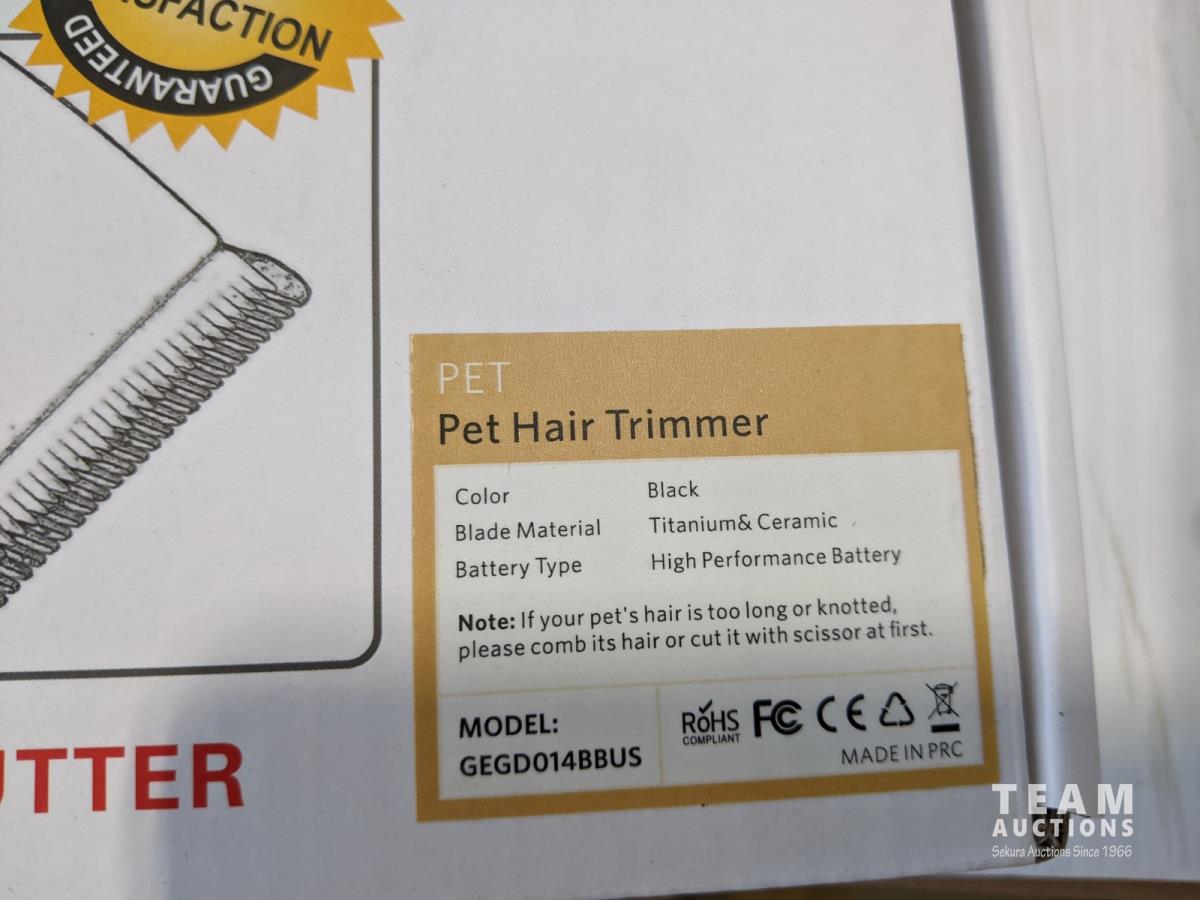 SFACTION
GUARANTEED
PET
Pet Hair Trimmer
Color Black
Blade Material Titanium& Ceramic
Battery Type High Performance Battery
Note: If your pet's hair is too long or knotted,
please comb its hair or cut it with scissor at first.
MODEL:
GEGD014BBUS
RoHS
COMPLIANT
FC CE
MADE IN PRC
UTTER
TEAM
AUCTIONS
Sekura Auctions Since 1966